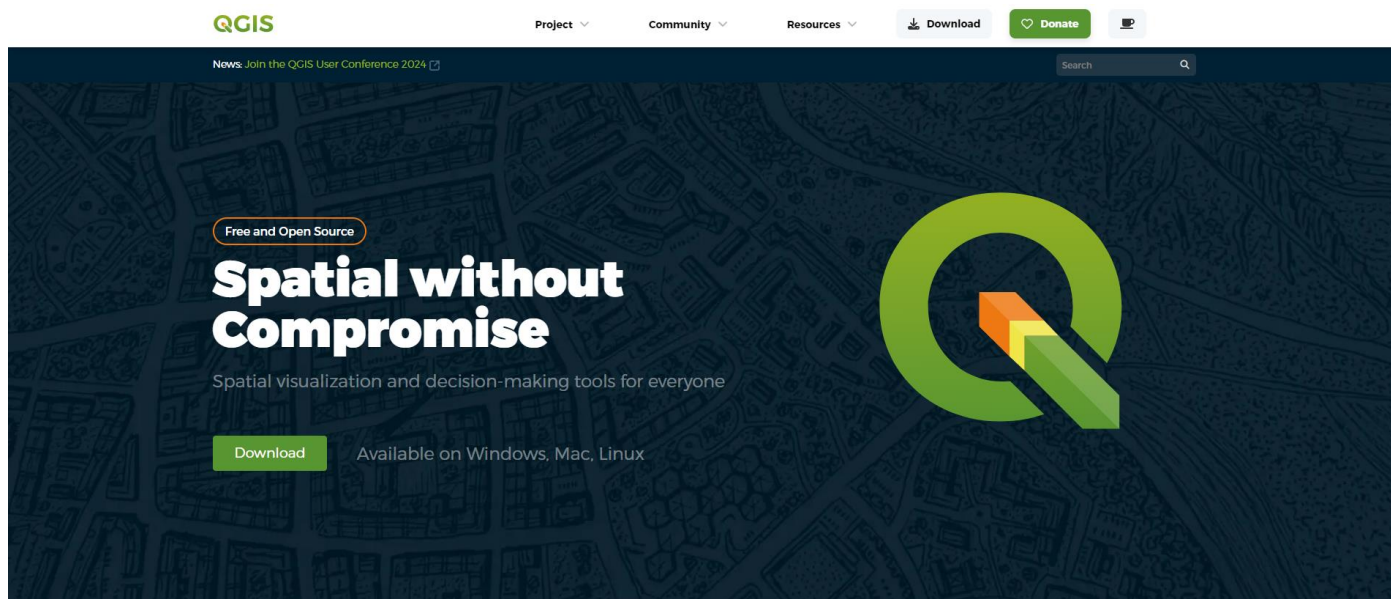 QGIS
Project
Community
Resources
Download
Donate
News: Join the QGIS User Conference 2024
Search
Free and Open Source
Spatial without
Compromise
Spatial visualization and decision-making tools for everyone
Download
Available on Windows, Mac, Linux